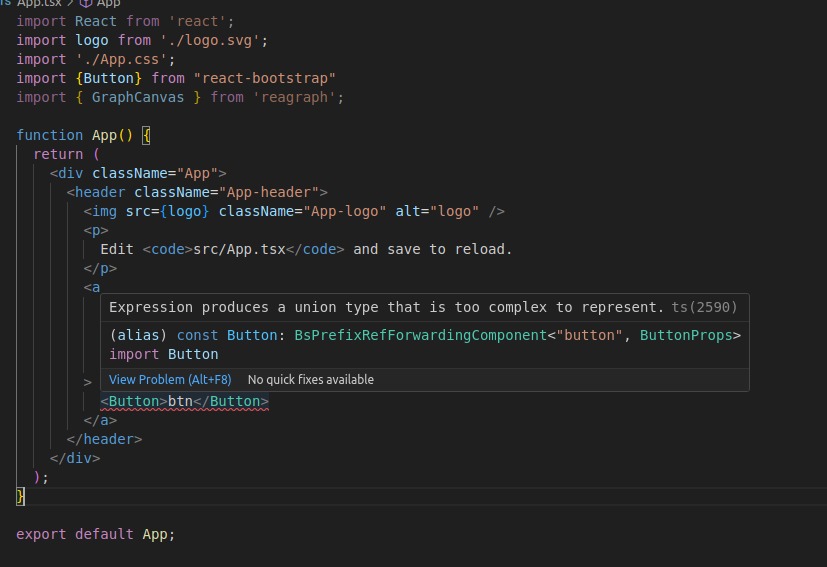 TS App.tsx > App
import React from 'react';
import logo from './logo.svg';
import './App.css';
import {Button} from "react-bootstrap"
import { GraphCanvas } from 'reagraph';
function App() {
return (
<div className="App">
<header className="App-header">
<img src={logo} className="App-logo" alt="logo" />
<p>
Edit <code>src/App.tsx</code> and save to reload.
</p>
<a
Expression produces a union type that is too complex to represent. ts(2590)
(alias) const Button: BsPrefixRefForwardingComponent<"button", ButtonProps>
import Button
View Problem (Alt+F8) No quick fixes available
>
<Button>btn</Button>
</a>
</header>
</div>
);
}
export default App;